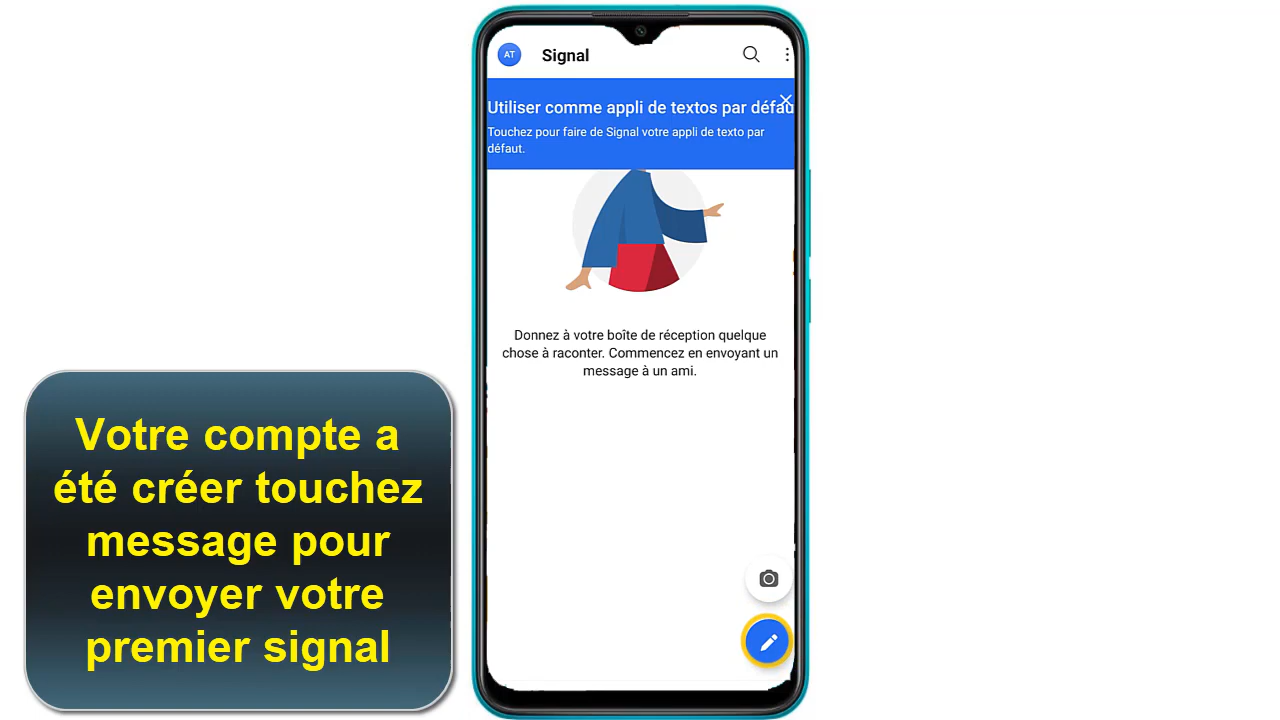 AT Signal
Utiliser comme appli de textos par défau
Touchez pour faire de Signal votre appli de texto par
défaut.
Donnez à votre boîte de réception quelque
chose à raconter. Commencez en envoyant un
message à un ami.
Votre compte a
été créer touchez
message pour
envoyer votre
premier signal